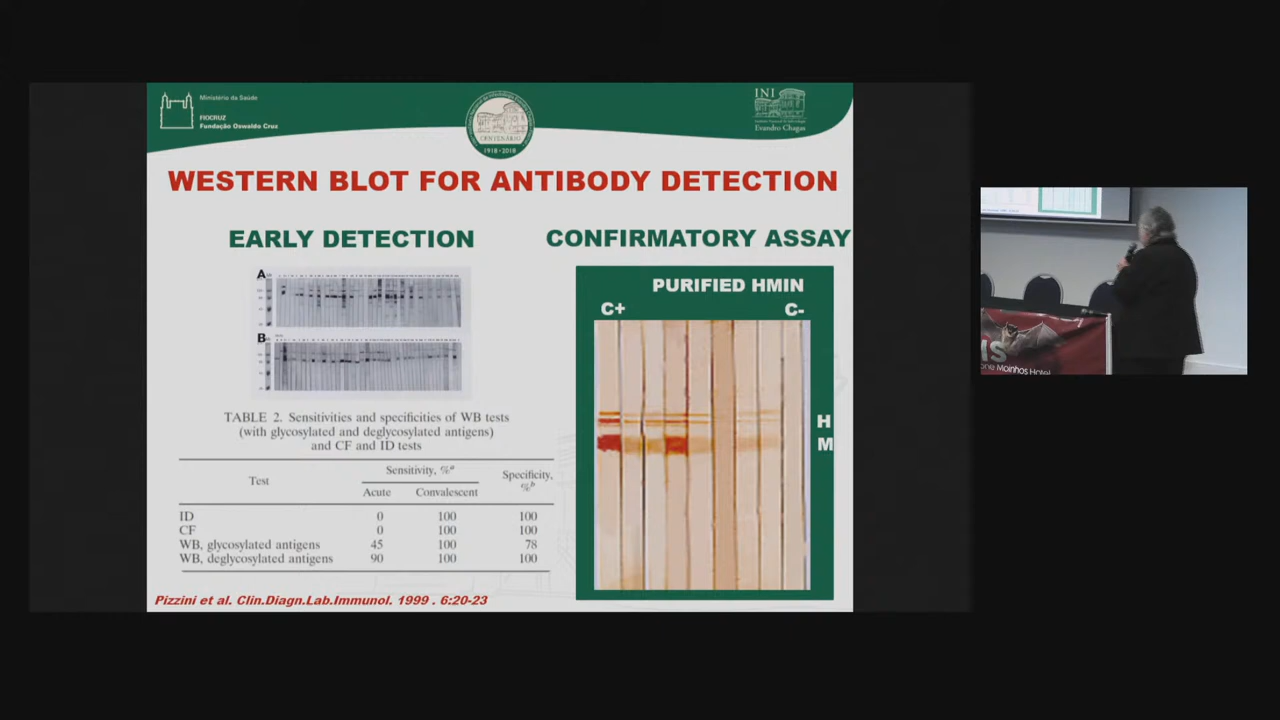 Ministério da Saúde
FIOCRUZ
Fundação Oswaldo Cruz
CENTENÁRIO
1918 • 2018
INI
Evandro Chagas
WESTERN BLOT FOR ANTIBODY DETECTION
EARLY DETECTION
A
B
TABLE 2. Sensitivities and specificities of WB tests
(with glycosylated and deglycosylated antigens)
and CF and ID tests
Test Sensitivity, %a Specificity, %b
Acute Convalescent
ID 0 100 100
CF 0 100 100
WB, glycosylated antigens 45 100 78
WB, deglycosylated antigens 90 100 100
Pizzini et al. Clin.Diagn.Lab.Immunol. 1999 . 6:20-23
CONFIRMATORY ASSAY
PURIFIED HMIN
C+ C-
H
M
one Moinhos Hotel